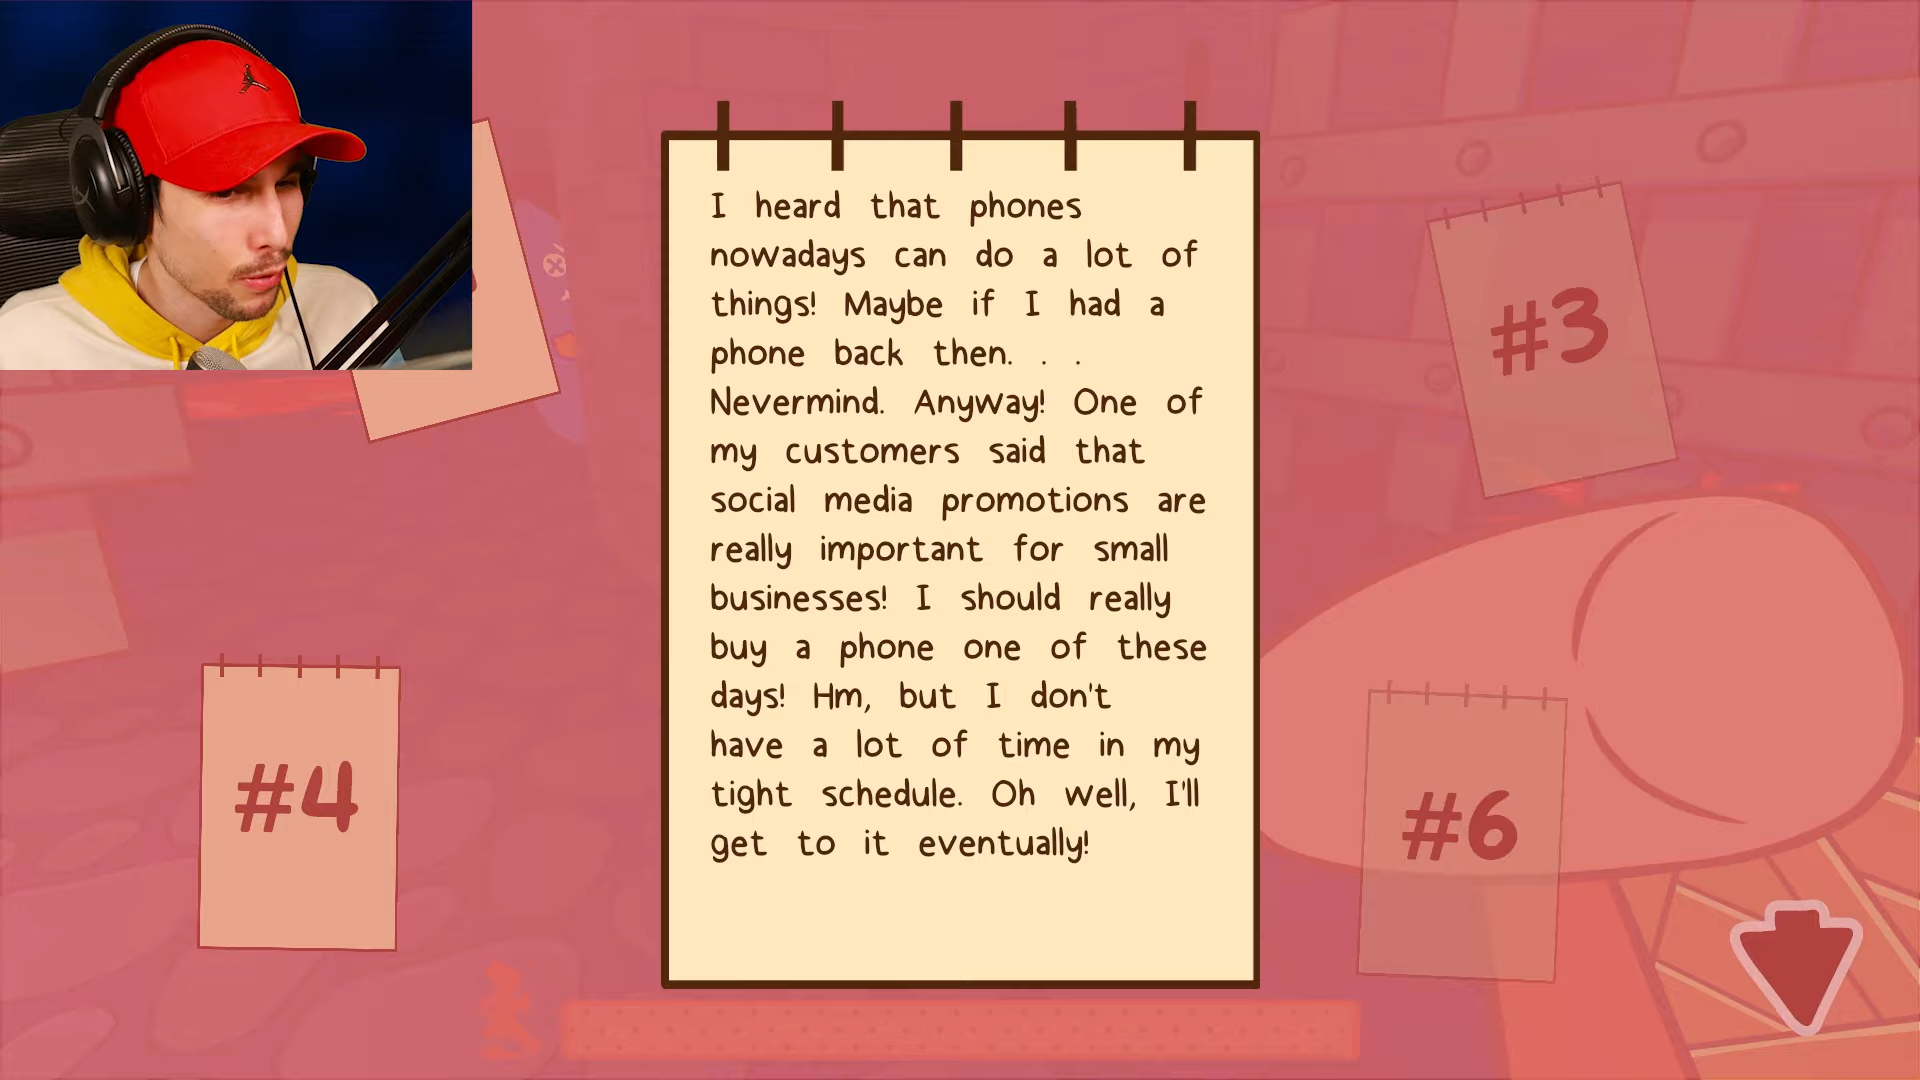 I heard that phones
nowadays can do a lot of
things! Maybe if I had a
phone back then. . .
Nevermind. Anyway! One of
my customers said that
social media promotions are
really important for small
businesses! I should really
buy a phone one of these
days! Hm, but I don't
have a lot of time in my
tight schedule. Oh well, I'll
get to it eventually!
#3
#4
#6